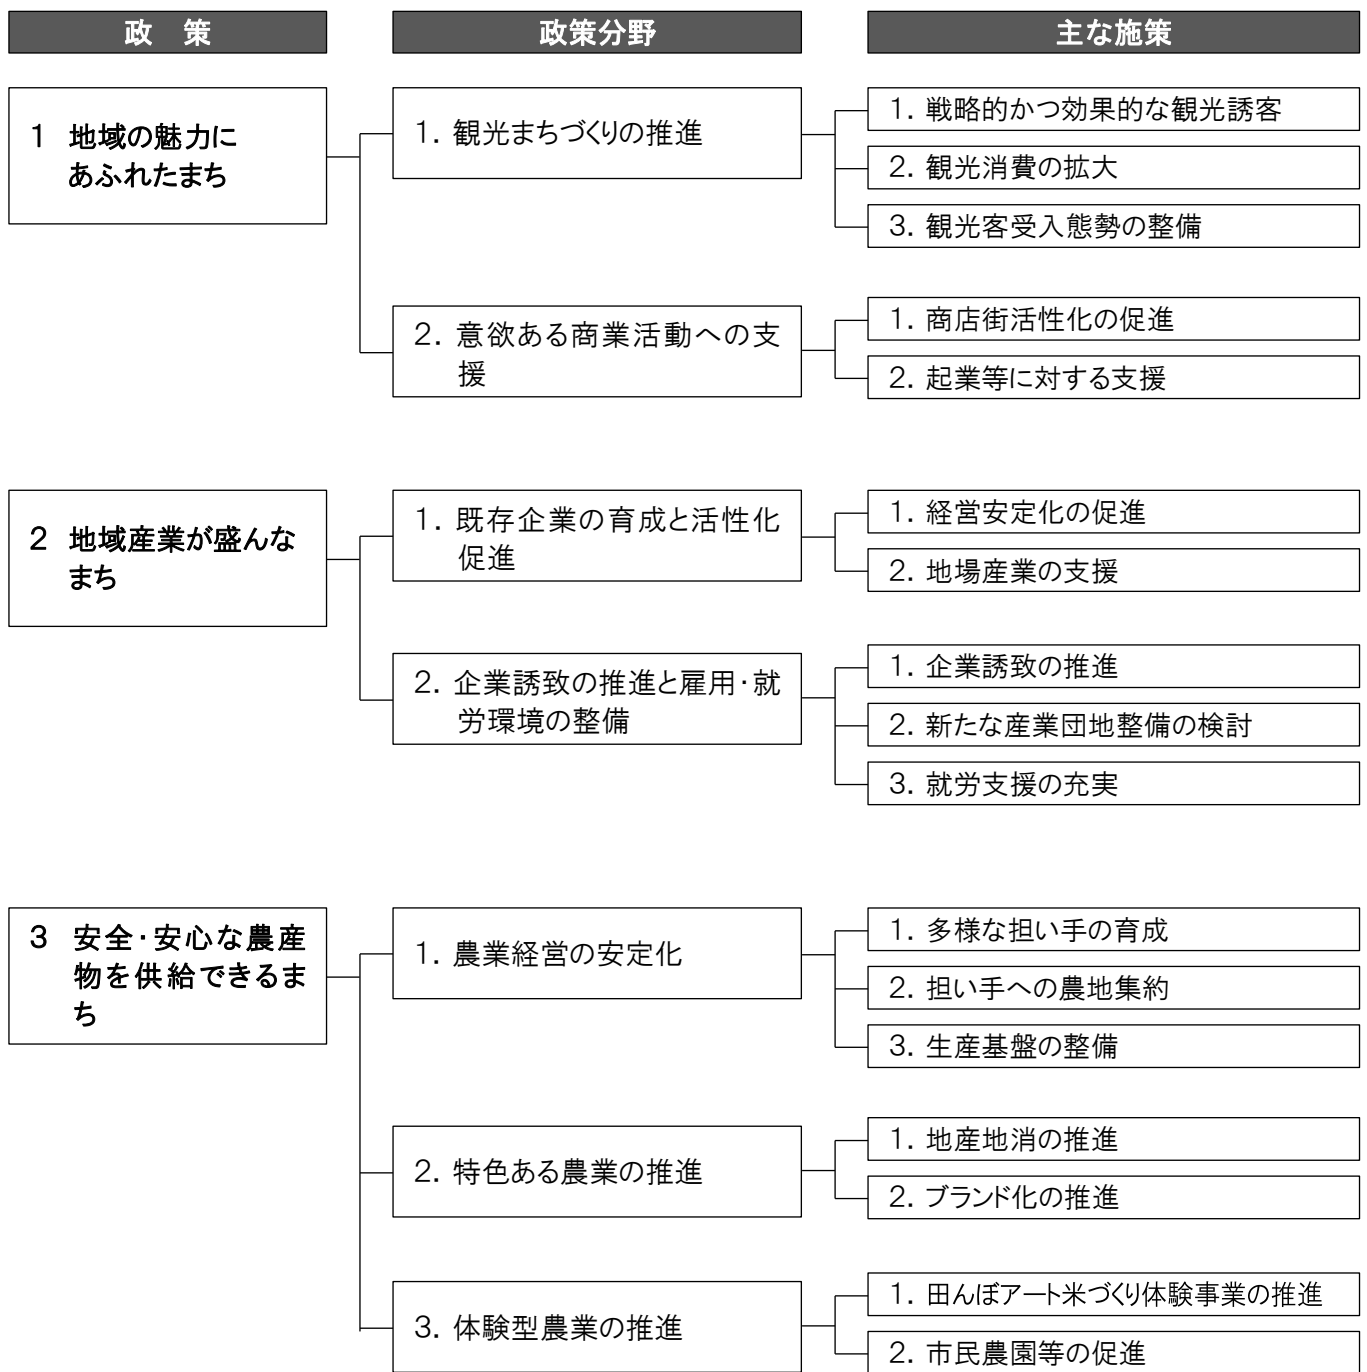 政　策
政策分野
主な施策
1　地域の魅力に
あふれたまち
1．観光まちづくりの推進
1．戦略的かつ効果的な観光誘客
2．観光消費の拡大
3．観光客受入態勢の整備
2．意欲ある商業活動への支
援
1．商店街活性化の促進
2．起業等に対する支援
2　地域産業が盛んな
まち
1．既存企業の育成と活性化
促進
1．経営安定化の促進
2．地場産業の支援
2．企業誘致の推進と雇用･就
労環境の整備
1．企業誘致の推進
2．新たな産業団地整備の検討
3．就労支援の充実
3　安全･安心な農産
物を供給できるま
ち
1．農業経営の安定化
1．多様な担い手の育成
2．担い手への農地集約
3．生産基盤の整備
2．特色ある農業の推進
1．地産地消の推進
2．ブランド化の推進
3．体験型農業の推進
1．田んぼアート米づくり体験事業の推進
2．市民農園等の促進